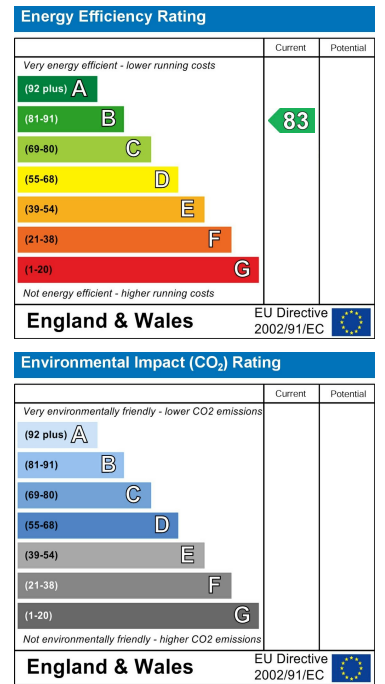 Energy Efficiency Rating
Current Potential
Very energy efficient - lower running costs
(92 plus) A
(81-91) B
83
(69-80) C
(55-68) D
(39-54) E
(21-38) F
(1-20) G
Not energy efficient - higher running costs
England & Wales
EU Directive
2002/91/EC
Environmental Impact (CO₂) Rating
Current Potential
Very environmentally friendly - lower CO2 emissions
(92 plus) A
(81-91) B
(69-80) C
(55-68) D
(39-54) E
(21-38) F
(1-20) G
Not environmentally friendly - higher CO2 emissions
England & Wales
EU Directive
2002/91/EC